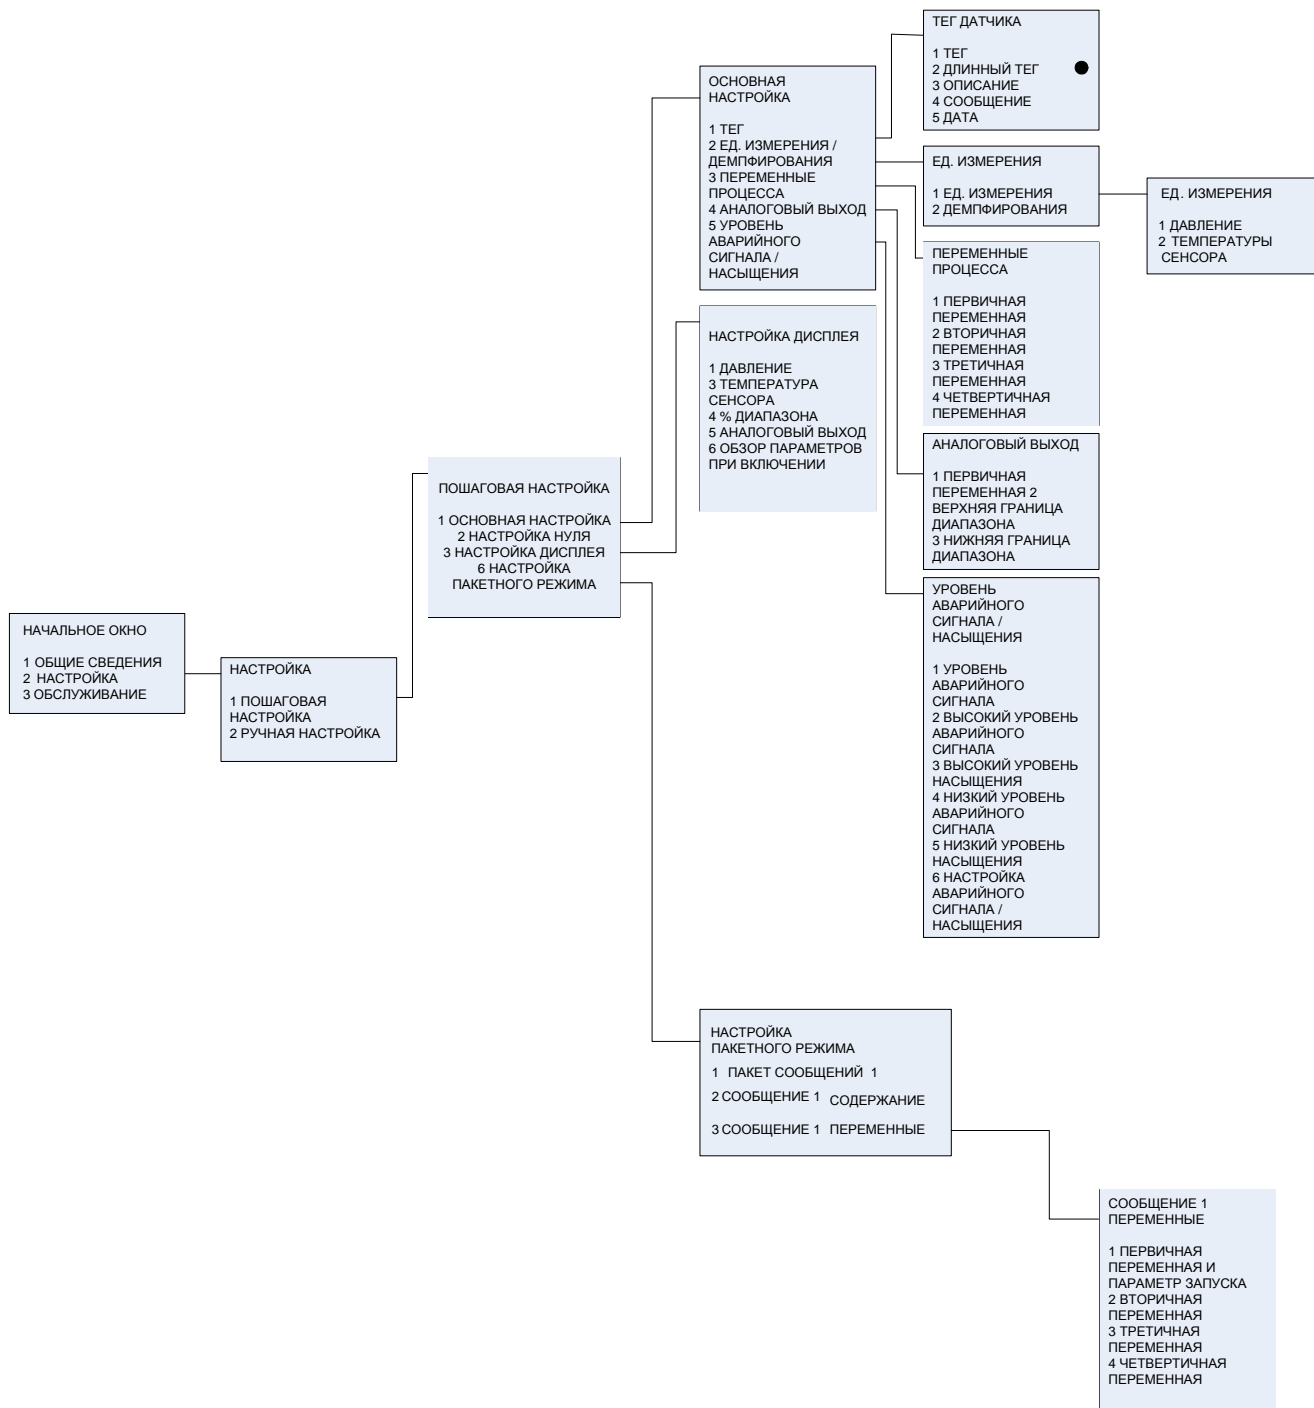 НАЧАЛЬНОЕ ОКНО
1 ОБЩИЕ СВЕДЕНИЯ
2 НАСТРОЙКА
3 ОБСЛУЖИВАНИЕ
НАСТРОЙКА
1 ПОШАГОВАЯ
НАСТРОЙКА
2 РУЧНАЯ НАСТРОЙКА
ПОШАГОВАЯ НАСТРОЙКА
1 ОСНОВНАЯ НАСТРОЙКА
2 НАСТРОЙКА НУЛЯ
3 НАСТРОЙКА ДИСПЛЕЯ
6 НАСТРОЙКА
ПАКЕТНОГО РЕЖИМА
ОСНОВНАЯ
НАСТРОЙКА
1 ТЕГ
2 ЕД. ИЗМЕРЕНИЯ /
ДЕМПФИРОВАНИЯ
3 ПЕРЕМЕННЫЕ
ПРОЦЕССА
4 АНАЛОГОВЫЙ ВЫХОД
5 УРОВЕНЬ
АВАРИЙНОГО
СИГНАЛА /
НАСЫЩЕНИЯ
НАСТРОЙКА ДИСПЛЕЯ
1 ДАВЛЕНИЕ
3 ТЕМПЕРАТУРА
СЕНСОРА
4 % ДИАПАЗОНА
5 АНАЛОГОВЫЙ ВЫХОД
6 ОБЗОР ПАРАМЕТРОВ
ПРИ ВКЛЮЧЕНИИ
НАСТРОЙКА
ПАКЕТНОГО РЕЖИМА
1 ПАКЕТ СООБЩЕНИЙ 1
2 СООБЩЕНИЕ 1 СОДЕРЖАНИЕ
3 СООБЩЕНИЕ 1 ПЕРЕМЕННЫЕ
ТЕГ ДАТЧИКА
1 ТЕГ
2 ДЛИННЫЙ ТЕГ
3 ОПИСАНИЕ
4 СООБЩЕНИЕ
5 ДАТА
ЕД. ИЗМЕРЕНИЯ
1 ЕД. ИЗМЕРЕНИЯ
2 ДЕМПФИРОВАНИЯ
ПЕРЕМЕННЫЕ
ПРОЦЕССА
1 ПЕРВИЧНАЯ
ПЕРЕМЕННАЯ
2 ВТОРИЧНАЯ
ПЕРЕМЕННАЯ
3 ТРЕТИЧНАЯ
ПЕРЕМЕННАЯ
4 ЧЕТВЕРТИЧНАЯ
ПЕРЕМЕННАЯ
АНАЛОГОВЫЙ ВЫХОД
1 ПЕРВИЧНАЯ
ПЕРЕМЕННАЯ 2
ВЕРХНЯЯ ГРАНИЦА
ДИАПАЗОНА
3 НИЖНЯЯ ГРАНИЦА
ДИАПАЗОНА
УРОВЕНЬ
АВАРИЙНОГО
СИГНАЛА /
НАСЫЩЕНИЯ
1 УРОВЕНЬ
АВАРИЙНОГО
СИГНАЛА
2 ВЫСОКИЙ УРОВЕНЬ
АВАРИЙНОГО
СИГНАЛА
3 ВЫСОКИЙ УРОВЕНЬ
НАСЫЩЕНИЯ
4 НИЗКИЙ УРОВЕНЬ
АВАРИЙНОГО
СИГНАЛА
5 НИЗКИЙ УРОВЕНЬ
НАСЫЩЕНИЯ
6 НАСТРОЙКА
АВАРИЙНОГО
СИГНАЛА /
НАСЫЩЕНИЯ
ЕД. ИЗМЕРЕНИЯ
1 ДАВЛЕНИЕ
2 ТЕМПЕРАТУРЫ
СЕНСОРА
СООБЩЕНИЕ 1
ПЕРЕМЕННЫЕ
1 ПЕРВИЧНАЯ
ПЕРЕМЕННАЯ И
ПАРАМЕТР ЗАПУСКА
2 ВТОРИЧНАЯ
ПЕРЕМЕННАЯ
3 ТРЕТИЧНАЯ
ПЕРЕМЕННАЯ
4 ЧЕТВЕРТИЧНАЯ
ПЕРЕМЕННАЯ